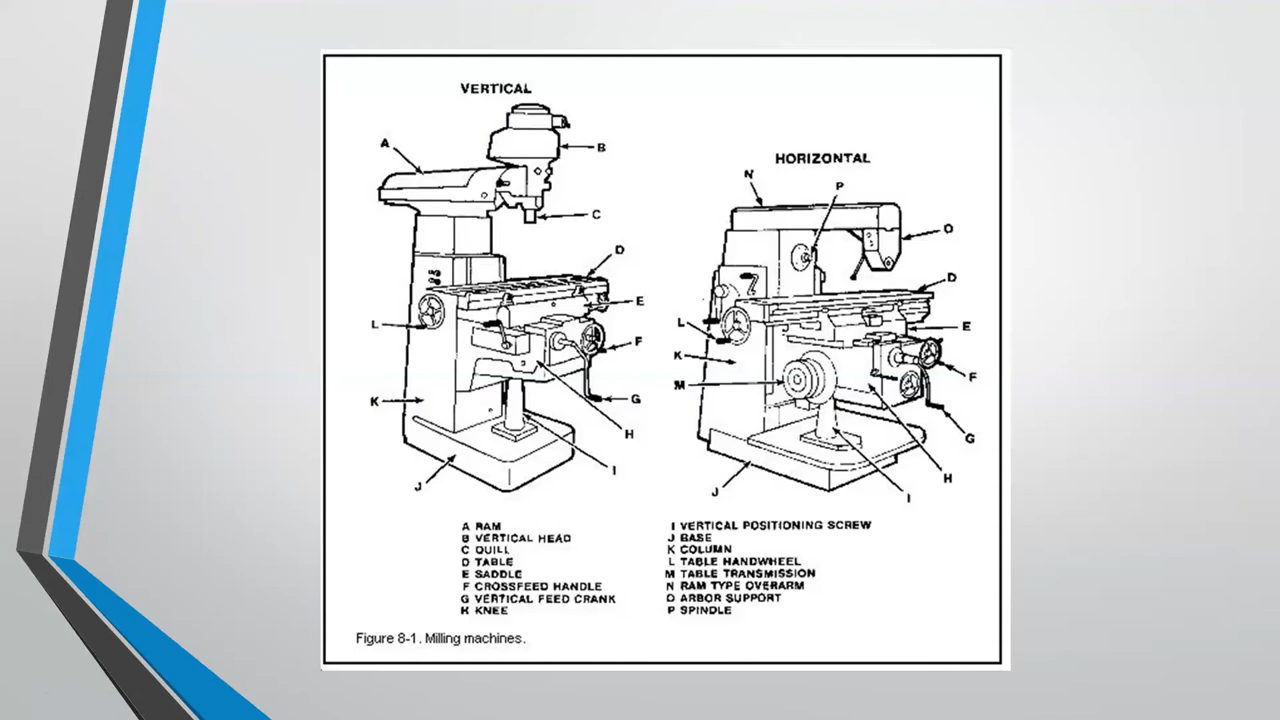 VERTICAL
A
B
C
D
E
L
F
K
G
H
I
J
HORIZONTAL
N
P
O
D
L
E
K
F
M
G
H
J
I
A RAM
B VERTICAL HEAD
C QUILL
D TABLE
E SADDLE
F CROSSFEED HANDLE
G VERTICAL FEED CRANK
H KNEE
I VERTICAL POSITIONING SCREW
J BASE
K COLUMN
L TABLE HANDWHEEL
M TABLE TRANSMISSION
N RAM TYPE OVERARM
O ARBOR SUPPORT
P SPINDLE
Figure 8-1. Milling machines.